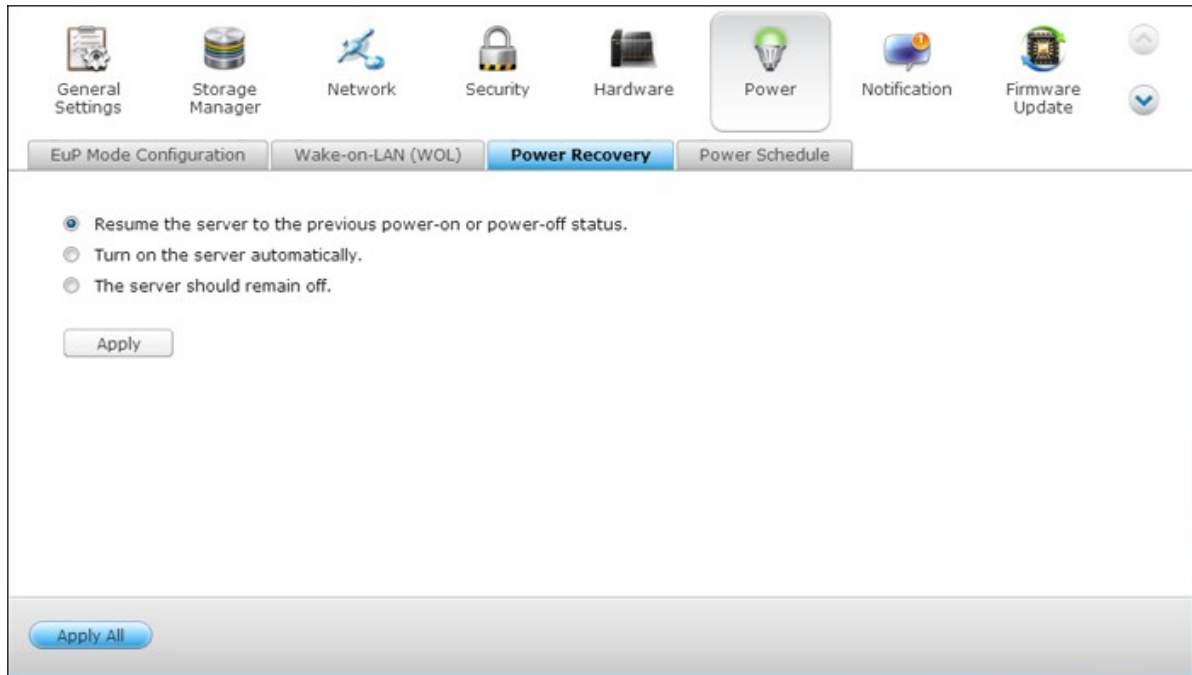 General Settings
Storage Manager
Network
Security
Hardware
Power
Notification
Firmware Update
EuP Mode Configuration
Wake-on-LAN (WOL)
Power Recovery
Power Schedule
Resume the server to the previous power-on or power-off status.
Turn on the server automatically.
The server should remain off.
Apply
Apply All